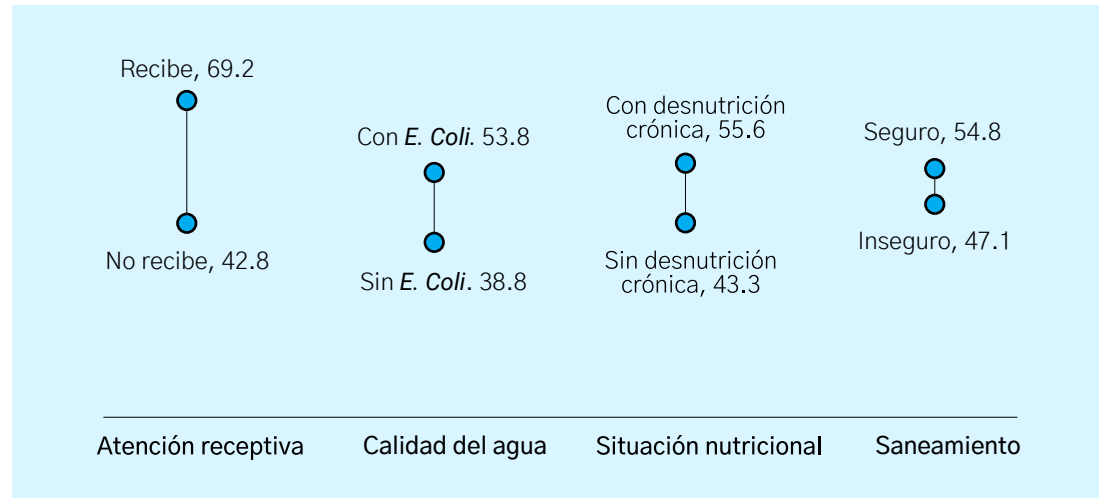 Recibe, 69.2
No recibe, 42.8
Con E. Coli. 53.8
Sin E. Coli. 38.8
Con desnutrición
crónica, 55.6
Sin desnutrición
crónica, 43.3
Seguro, 54.8
Inseguro, 47.1
Atención receptiva
Calidad del agua
Situación nutricional
Saneamiento